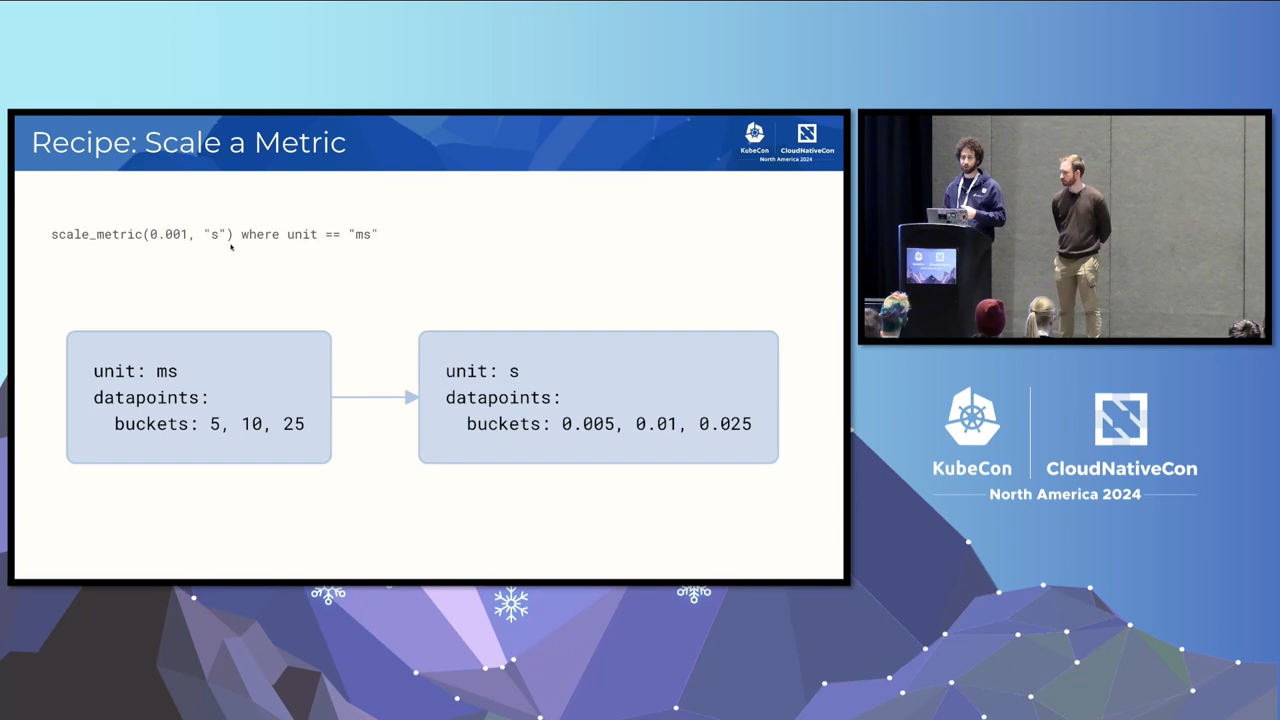 Recipe: Scale a Metric
KubeCon
CloudNativeCon
North America 2024
scale_metric(0.001, "s") where unit == "ms"
unit: ms
datapoints:
buckets: 5, 10, 25
unit: s
datapoints:
buckets: 0.005, 0.01, 0.025
KubeCon
CloudNativeCon
North America 2024